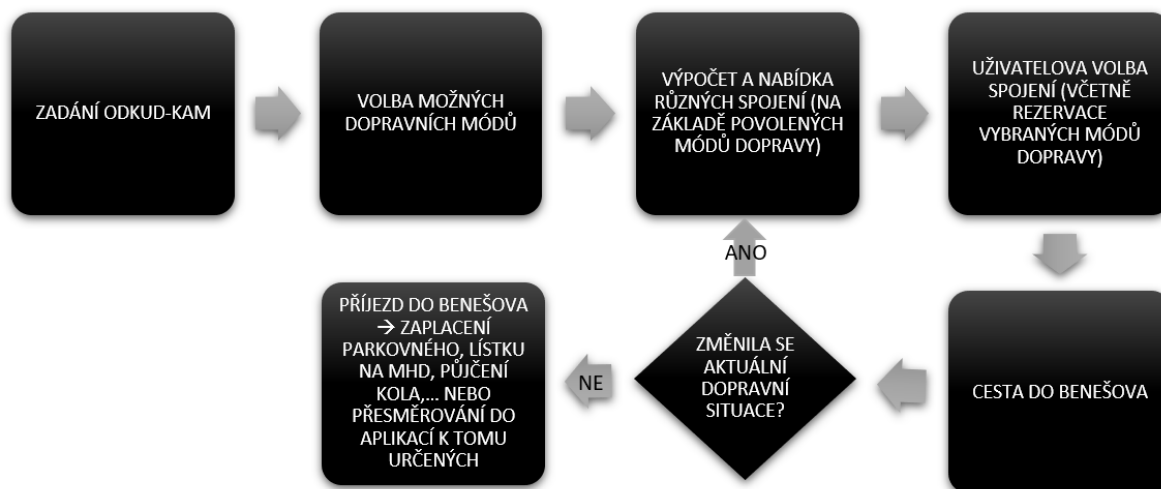 ZADÁNÍ ODKUD-KAM
VOLBA MOŽNÝCH
DOPRAVNÍCH MÓDŮ
VÝPOČET A NABÍDKA
RŮZNÝCH SPOJENÍ (NA
ZÁKLADĚ POVOLENÝCH
MÓDŮ DOPRAVY)
UŽIVATELOVA VOLBA
SPOJENÍ (VČETNĚ
REZERVACE
VYBRANÝCH MÓDŮ
DOPRAVY)
CESTA DO BENEŠOVA
ZMĚNILA SE
AKTUÁLNÍ
DOPRAVNÍ
SITUACE?
ANO
NE
PŘÍJEZD DO BENEŠOVA
→ ZAPLACENÍ
PARKOVNÉHO, LÍSTKU
NA MHD, PŮJČENÍ
KOLA,... NEBO
PŘESMĚROVÁNÍ DO
APLIKACÍ K TOMU
URČENÝCH